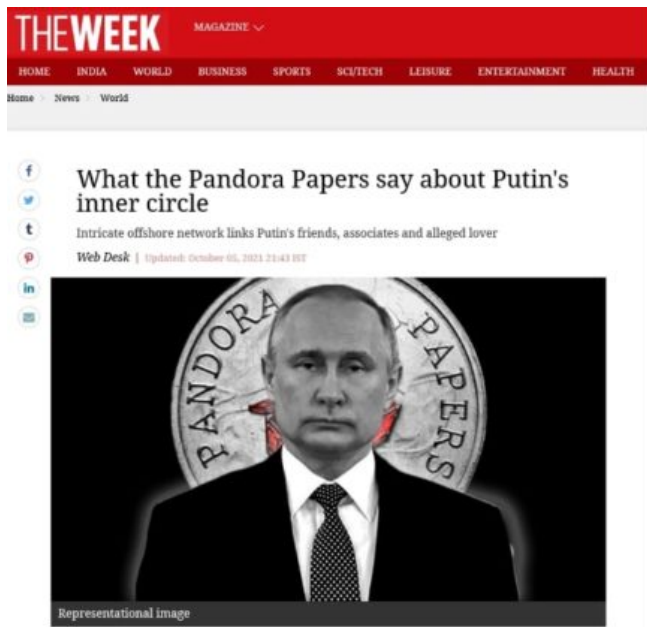 THE WEEK
MAGAZINE
HOME INDIA WORLD BUSINESS SPORTS SCI/TECH LEISURE ENTERTAINMENT HEALTH
Home > News > World
What the Pandora Papers say about Putin's
inner circle
Intricate offshore network links Putin's friends, associates and alleged lover
Web Desk | Updated: October 05, 2021 21:43 IST
PANDORA PAPERS
Representational image